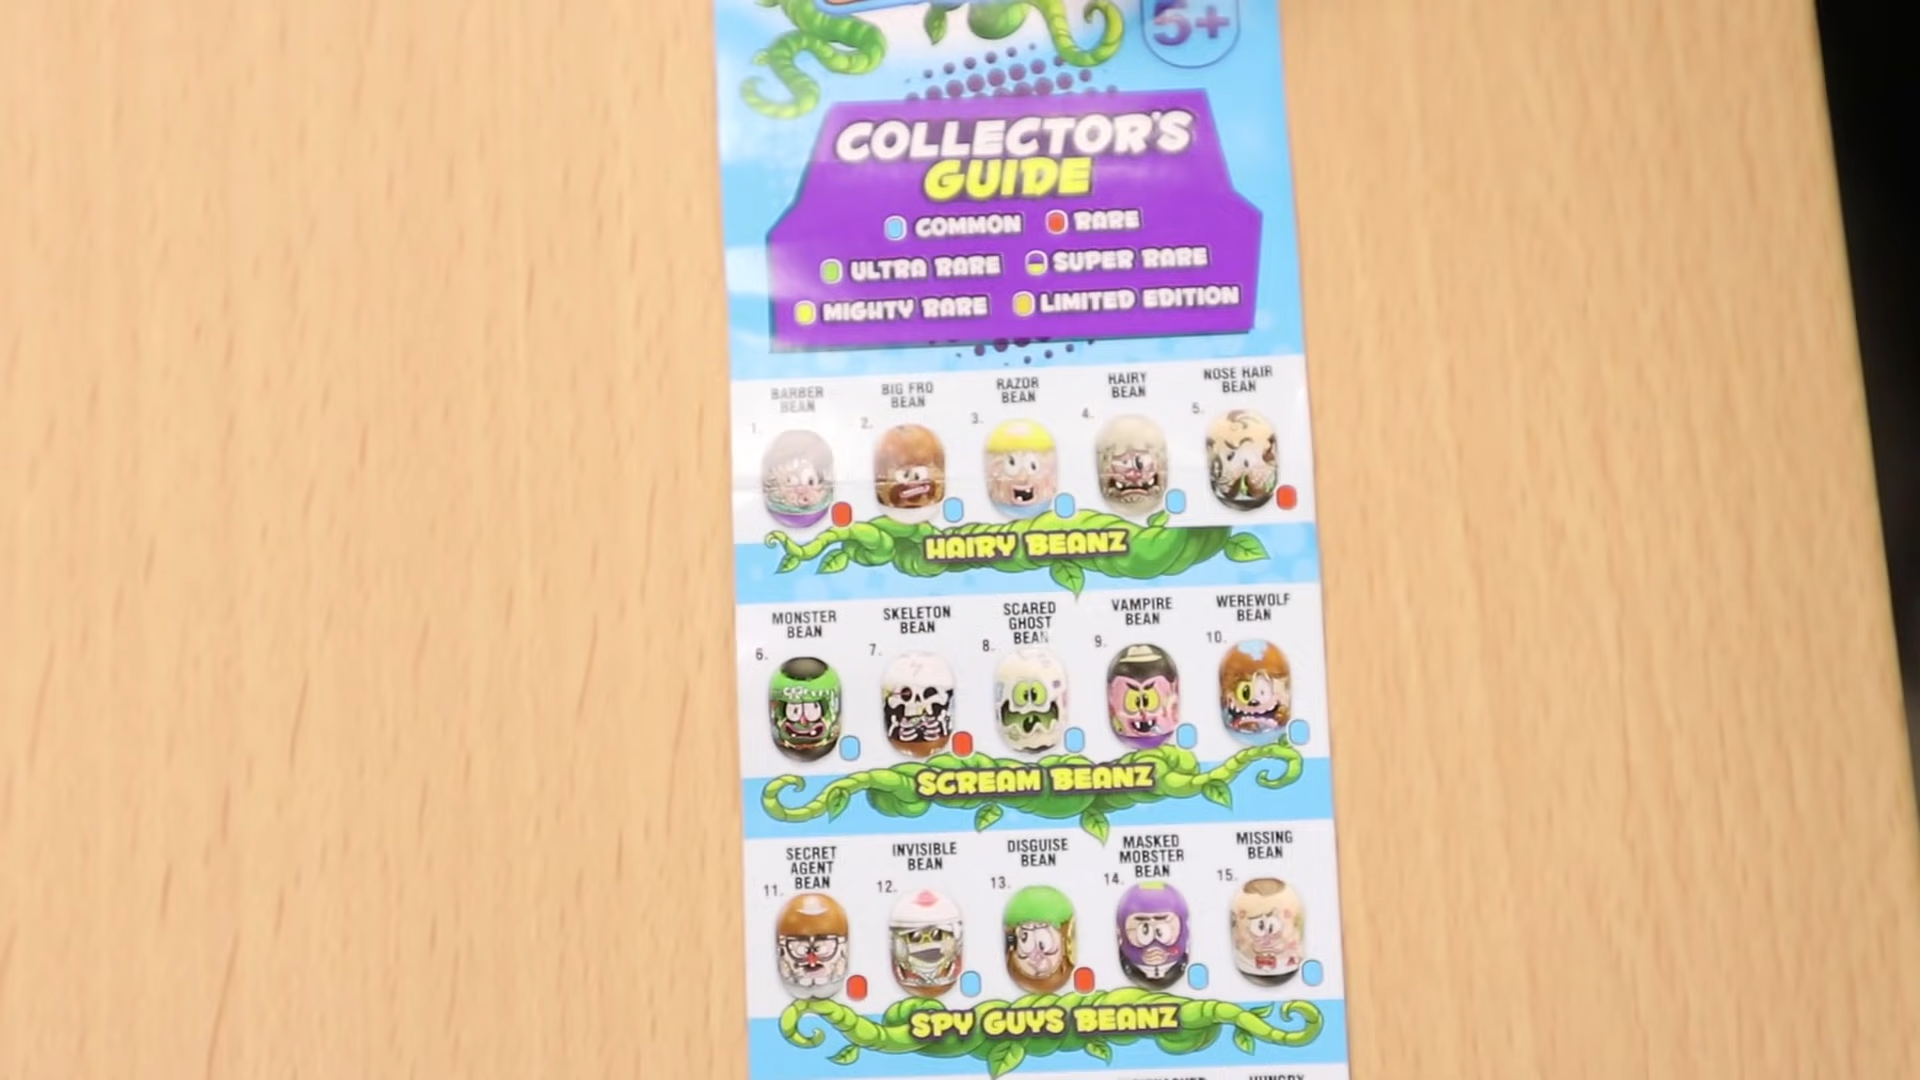 5+
COLLECTOR'S
GUIDE
COMMON RARE
ULTRA RARE SUPER RARE
MIGHTY RARE LIMITED EDITION
BARBER
BEAN
1.
BIG FRO
BEAN
2.
RAZOR
BEAN
3.
HAIRY
BEAN
4.
NOSE HAIR
BEAN
5.
HAIRY BEANZ
MONSTER
BEAN
6.
SKELETON
BEAN
7.
SCARED
GHOST
BEAN
8.
VAMPIRE
BEAN
9.
WEREWOLF
BEAN
10.
SCREAM BEANZ
SECRET
AGENT
BEAN
11.
INVISIBLE
BEAN
12.
DISGUISE
BEAN
13.
MASKED
MOBSTER
BEAN
14.
MISSING
BEAN
15.
SPY GUYS BEANZ
HUNGRY